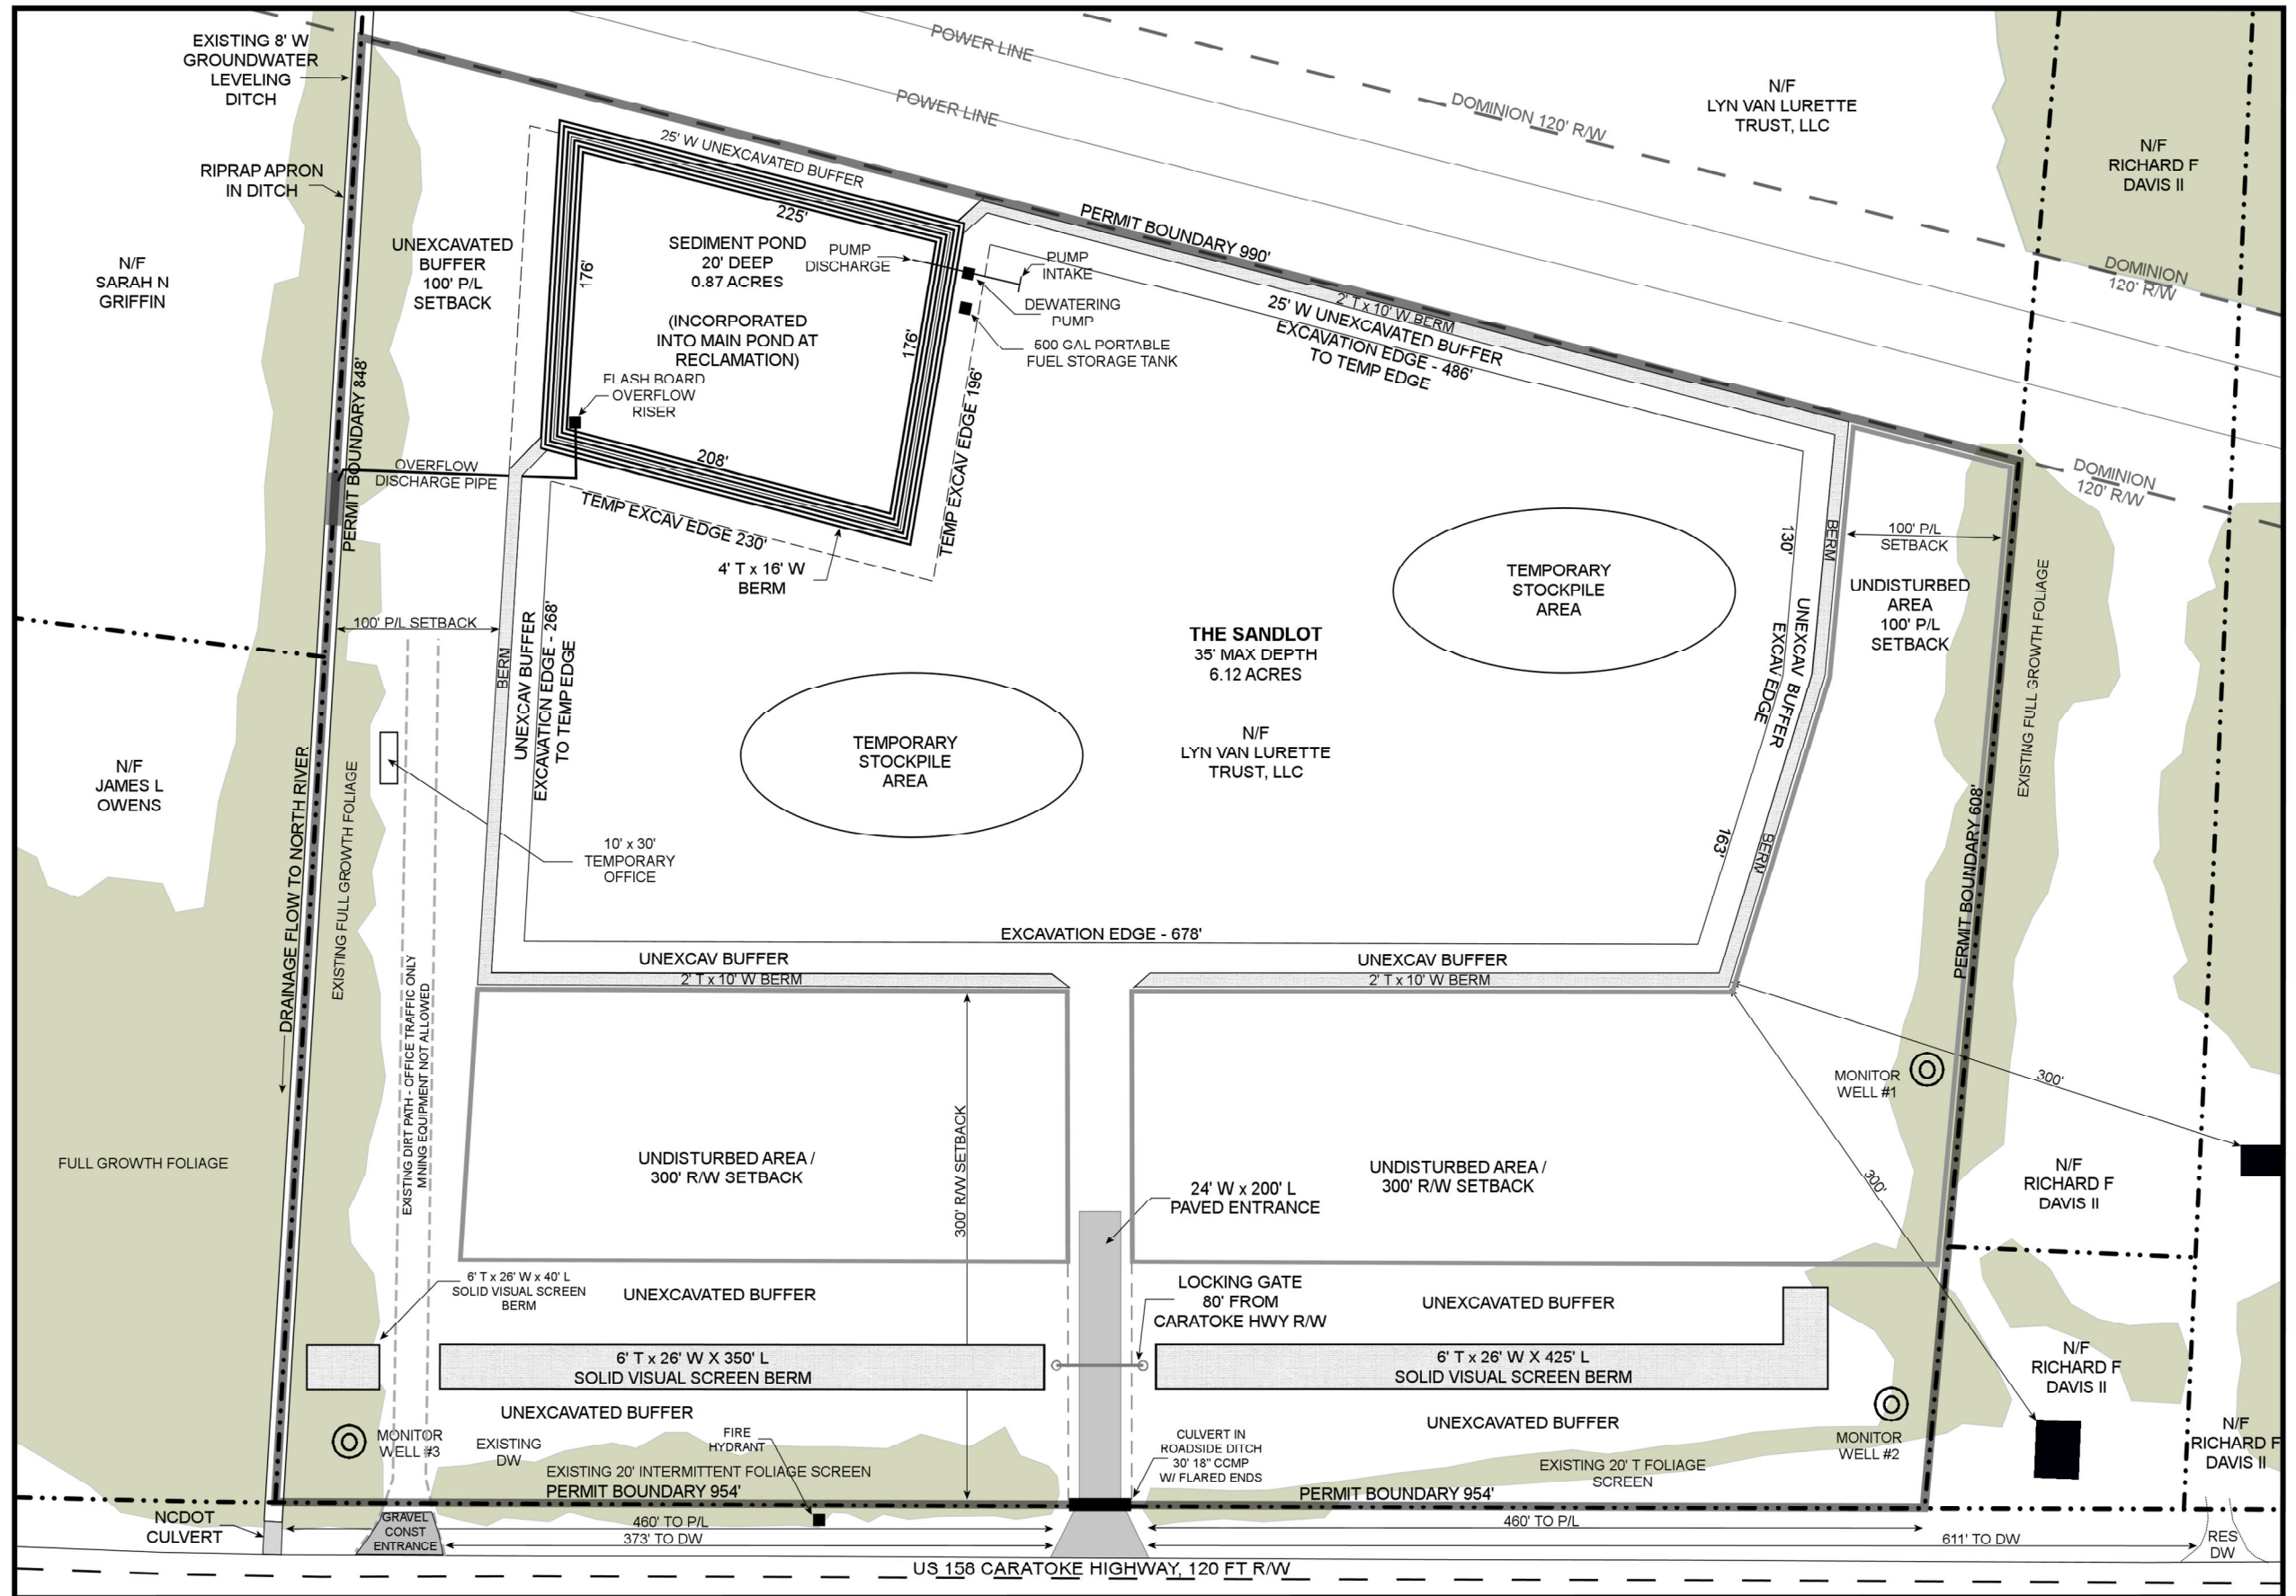 EXISTING 8' W
GROUNDWATER
LEVELING
DITCH
POWER LINE
POWER LINE
DOMINION 120' R/W
N/F
LYN VAN LURETTE
TRUST, LLC
N/F
RICHARD F
DAVIS II
RIPRAP APRON
IN DITCH
25' W UNEXCAVATED BUFFER
225'
PERMIT BOUNDARY 990'
N/F
SARAH N
GRIFFIN
UNEXCAVATED
BUFFER
100' P/L
SETBACK
176'
SEDIMENT POND
20' DEEP
0.87 ACRES
(INCORPORATED
INTO MAIN POND AT
RECLAMATION)
PUMP
DISCHARGE
PUMP
INTAKE
DEWATERING
PUMP
500 GAL PORTABLE
FUEL STORAGE TANK
176'
2' T x 10' W BERM
25' W UNEXCAVATED BUFFER
EXCAVATION EDGE - 486'
TO TEMP EDGE
DOMINION
120' R/W
FLASH BOARD
OVERFLOW
RISER
208'
TEMP EXCAV EDGE 196'
TEMP EXCAV EDGE 230'
4' T x 16' W
BERM
PERMIT BOUNDARY 848'
OVERFLOW
DISCHARGE PIPE
DOMINION
120' R/W
130'
BERM
100' P/L
SETBACK
UNDISTURBED
AREA
100' P/L
SETBACK
EXISTING FULL GROWTH FOLIAGE
TEMPORARY
STOCKPILE
AREA
THE SANDLOT
35' MAX DEPTH
6.12 ACRES
N/F
LYN VAN LURETTE
TRUST, LLC
TEMPORARY
STOCKPILE
AREA
UNEXCAV BUFFER
EXCAV EDGE
163'
BERM
100' P/L SETBACK
BERM
UNEXCAV BUFFER
EXCAVATION EDGE - 268'
TO TEMP EDGE
N/F
JAMES L
OWENS
DRAINAGE FLOW TO NORTH RIVER
EXISTING FULL GROWTH FOLIAGE
10' x 30'
TEMPORARY
OFFICE
EXCAVATION EDGE - 678'
UNEXCAV BUFFER
2' T x 10' W BERM
UNEXCAV BUFFER
2' T x 10' W BERM
PERMIT BOUNDARY 608'
EXISTING DIRT PATH - OFFICE TRAFFIC ONLY
MINING EQUIPMENT NOT ALLOWED
MONITOR
WELL #1
300'
300'
FULL GROWTH FOLIAGE
UNDISTURBED AREA /
300' R/W SETBACK
300' R/W SETBACK
24' W x 200' L
PAVED ENTRANCE
UNDISTURBED AREA /
300' R/W SETBACK
N/F
RICHARD F
DAVIS II
6' T x 26' W x 40' L
SOLID VISUAL SCREEN
BERM
UNEXCAVATED BUFFER
LOCKING GATE
80' FROM
CARATOKE HWY R/W
UNEXCAVATED BUFFER
6' T x 26' W X 350' L
SOLID VISUAL SCREEN BERM
6' T x 26' W X 425' L
SOLID VISUAL SCREEN BERM
N/F
RICHARD F
DAVIS II
UNEXCAVATED BUFFER
UNEXCAVATED BUFFER
MONITOR
WELL #3
EXISTING
DW
FIRE
HYDRANT
CULVERT IN
ROADSIDE DITCH
30' 18" CCMP
W/ FLARED ENDS
MONITOR
WELL #2
N/F
RICHARD F
DAVIS II
EXISTING 20' INTERMITTENT FOLIAGE SCREEN
PERMIT BOUNDARY 954'
EXISTING 20' T FOLIAGE
SCREEN
PERMIT BOUNDARY 954'
NCDOT
CULVERT
GRAVEL
CONST
ENTRANCE
460' TO P/L
373' TO DW
460' TO P/L
611' TO DW
RES
DW
US 158 CARATOKE HIGHWAY, 120 FT R/W